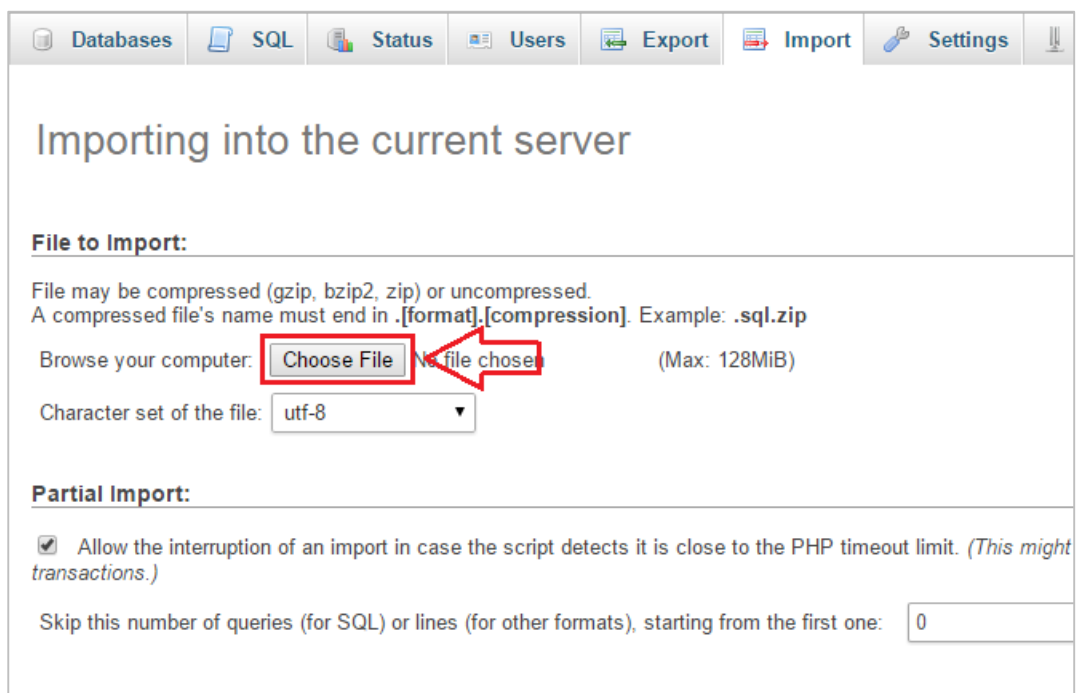 Databases SQL Status Users Export Import Settings
Importing into the current server
File to Import:
File may be compressed (gzip, bzip2, zip) or uncompressed.
A compressed file's name must end in .[format].[compression]. Example: .sql.zip
Browse your computer: Choose File No file chosen (Max: 128MiB)
Character set of the file: utf-8
Partial Import:
Allow the interruption of an import in case the script detects it is close to the PHP timeout limit. (This might
transactions.)
Skip this number of queries (for SQL) or lines (for other formats), starting from the first one: 0